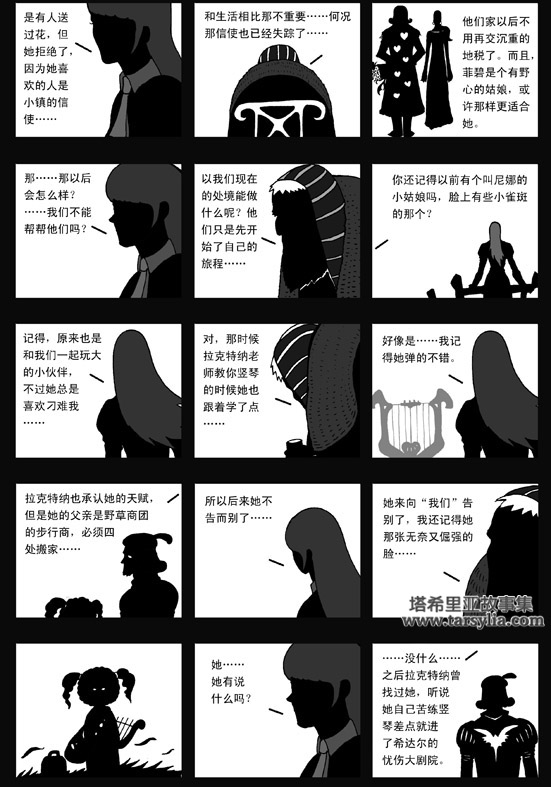 是有人送
过花，但
她拒绝了，
因为她喜
欢的人是
小镇的信
使……
和生活相比那不重要……何况
那信使也已经失踪了……
他们家以后不
用再交沉重的
地税了。而且，
菲碧是个有野
心的姑娘，或
许那样更适合
她。
那……那以后
会怎么样？
……我们不能
帮帮他们吗？
以我们现在
的处境能做
什么呢？他
们只是先开
始了自己的
旅程……
你还记得以前有个叫尼娜的
小姑娘吗，脸上有些小雀斑
的那个？
记得，原来也是
和我们一起玩大
的小伙伴，
不过她总是
喜欢刁难我
……
对，那时候
拉克特纳老
师教你竖琴
的时候她也
跟着学了点
……
好像是……我记
得她弹的不错。
拉克特纳也承认她的天赋，
但是她的父亲是野草商团
的步行商，必须四
处搬家……
所以后来她不
告而别了……
她来向“我们”告
别了，我还记得她
那张无奈又倔强的
脸……
塔希里亚故事集
www.tarsylia.com
她……
她有说
什么吗？
……没什么……
之后拉克特纳曾
找过她，听说
她自己苦练竖
琴差点就进
了希达尔的
忧伤大剧院。